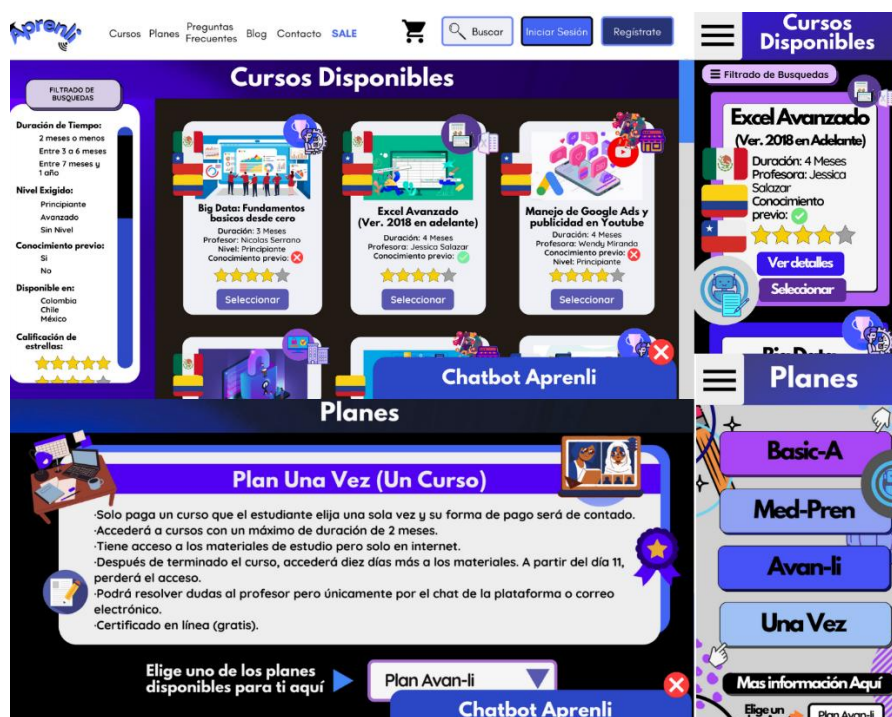 Aprenli
Cursos Planes Preguntas Frecuentes Blog Contacto SALE
Buscar
Iniciar Sesión
Regístrate
Cursos Disponibles
FILTRADO DE
BUSQUEDAS
Duración de Tiempo:
2 meses o menos
Entre 3 a 6 meses
Entre 7 meses y
1 año
Nivel Exigido:
Principiante
Avanzado
Sin Nivel
Conocimiento previo:
Si
No
Disponible en:
Colombia
Chile
México
Calificación de
estrellas:
Big Data: Fundamentos
basicos desde cero
Duración: 3 Meses
Profesor: Nicolas Serrano
Nivel: Principiante
Conocimiento previo:
Seleccionar
Excel Avanzado
(Ver. 2018 en adelante)
Duración: 4 Meses
Profesora: Jessica Salazar
Conocimiento previo:
Seleccionar
Manejo de Google Ads y
publicidad en Youtube
Duración: 4 Meses
Profesora: Wendy Miranda
Conocimiento previo:
Nivel: Principiante
Seleccionar
Chatbot Aprenli
Cursos
Disponibles
Filtrado de Busquedas
Excel Avanzado
(Ver. 2018 en Adelante)
Duración: 4 Meses
Profesora: Jessica
Salazar
Conocimiento
previo:
Ver detalles
Seleccionar
Big Data
Planes
Plan Una Vez (Un Curso)
·Solo paga un curso que el estudiante elija una sola vez y su forma de pago será de contado.
·Accederá a cursos con un máximo de duración de 2 meses.
·Tiene acceso a los materiales de estudio pero solo en internet.
·Después de terminado el curso, accederá diez días más a los materiales. A partir del día 11,
perderá el acceso.
·Podrá resolver dudas al profesor pero únicamente por el chat de la plataforma o correo
electrónico.
·Certificado en línea (gratis).
Elige uno de los planes
disponibles para ti aquí
Plan Avan-li
Chatbot Aprenli
Planes
Basic-A
Med-Pren
Avan-li
Una Vez
Mas información Aquí
Elige un
Plan Avan-li